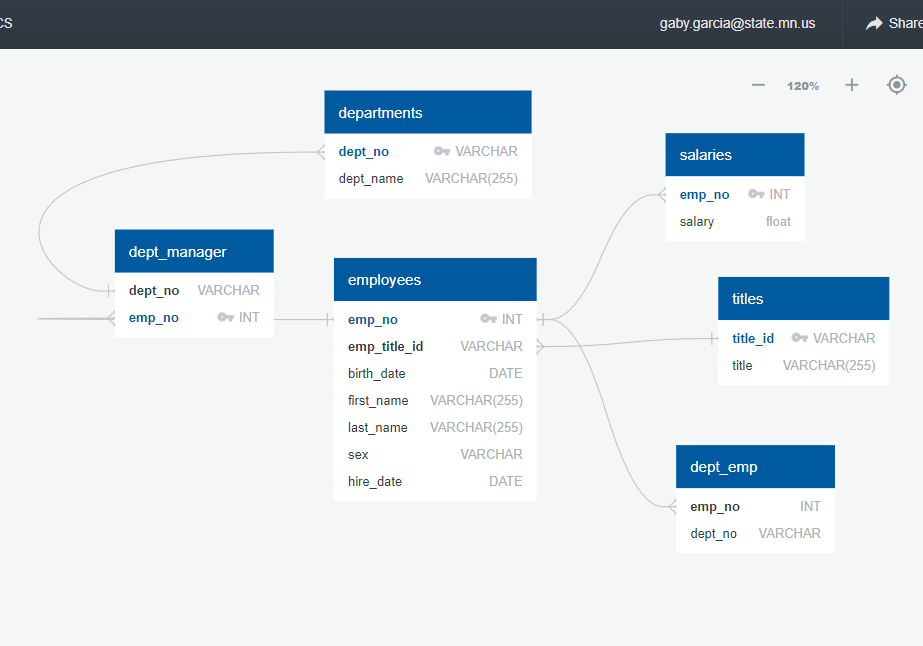 CS
gaby.garcia@state.mn.us
Share
120%
departments
dept_no VARCHAR
dept_name VARCHAR(255)
salaries
emp_no INT
salary float
dept_manager
dept_no VARCHAR
emp_no INT
employees
emp_no INT
emp_title_id VARCHAR
birth_date DATE
first_name VARCHAR(255)
last_name VARCHAR(255)
sex VARCHAR
hire_date DATE
titles
title_id VARCHAR
title VARCHAR(255)
dept_emp
emp_no INT
dept_no VARCHAR